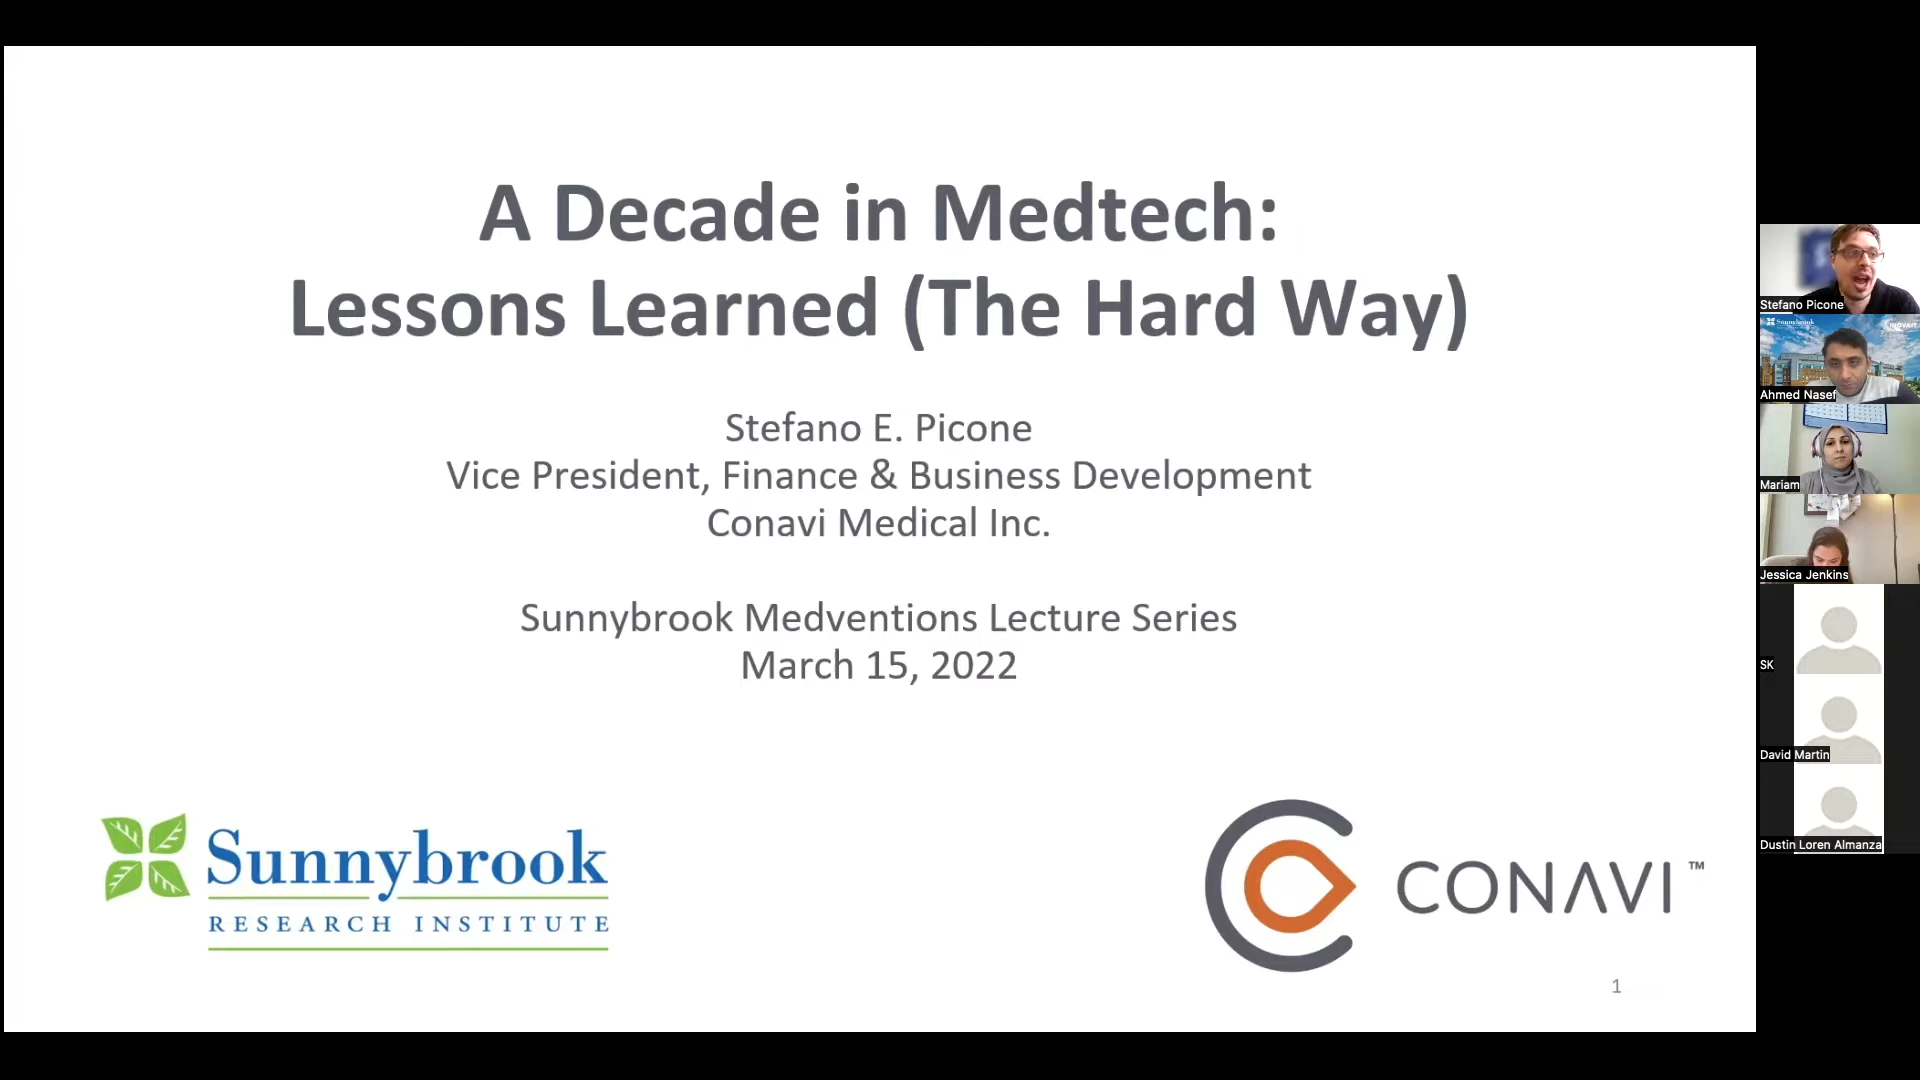 A Decade in Medtech:
Lessons Learned (The Hard Way)
Stefano E. Picone
Vice President, Finance & Business Development
Conavi Medical Inc.
Sunnybrook Medventions Lecture Series
March 15, 2022
Sunnybrook
RESEARCH INSTITUTE
CONAVI™
1
Stefano Picone
Sunnybrook
Ahmed Nasef
Mariam
Jessica Jenkins
SK
David Martin
Dustin Loren Almanza